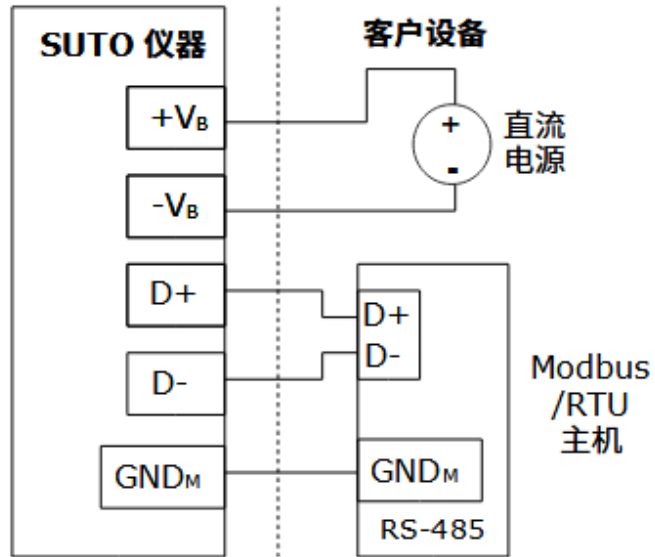 SUTO 仪器
客户设备
+VB
+
-
直流
电源
-VB
D+
D-
GNDM
D+
D-
GNDM
RS-485
Modbus
/RTU
主机